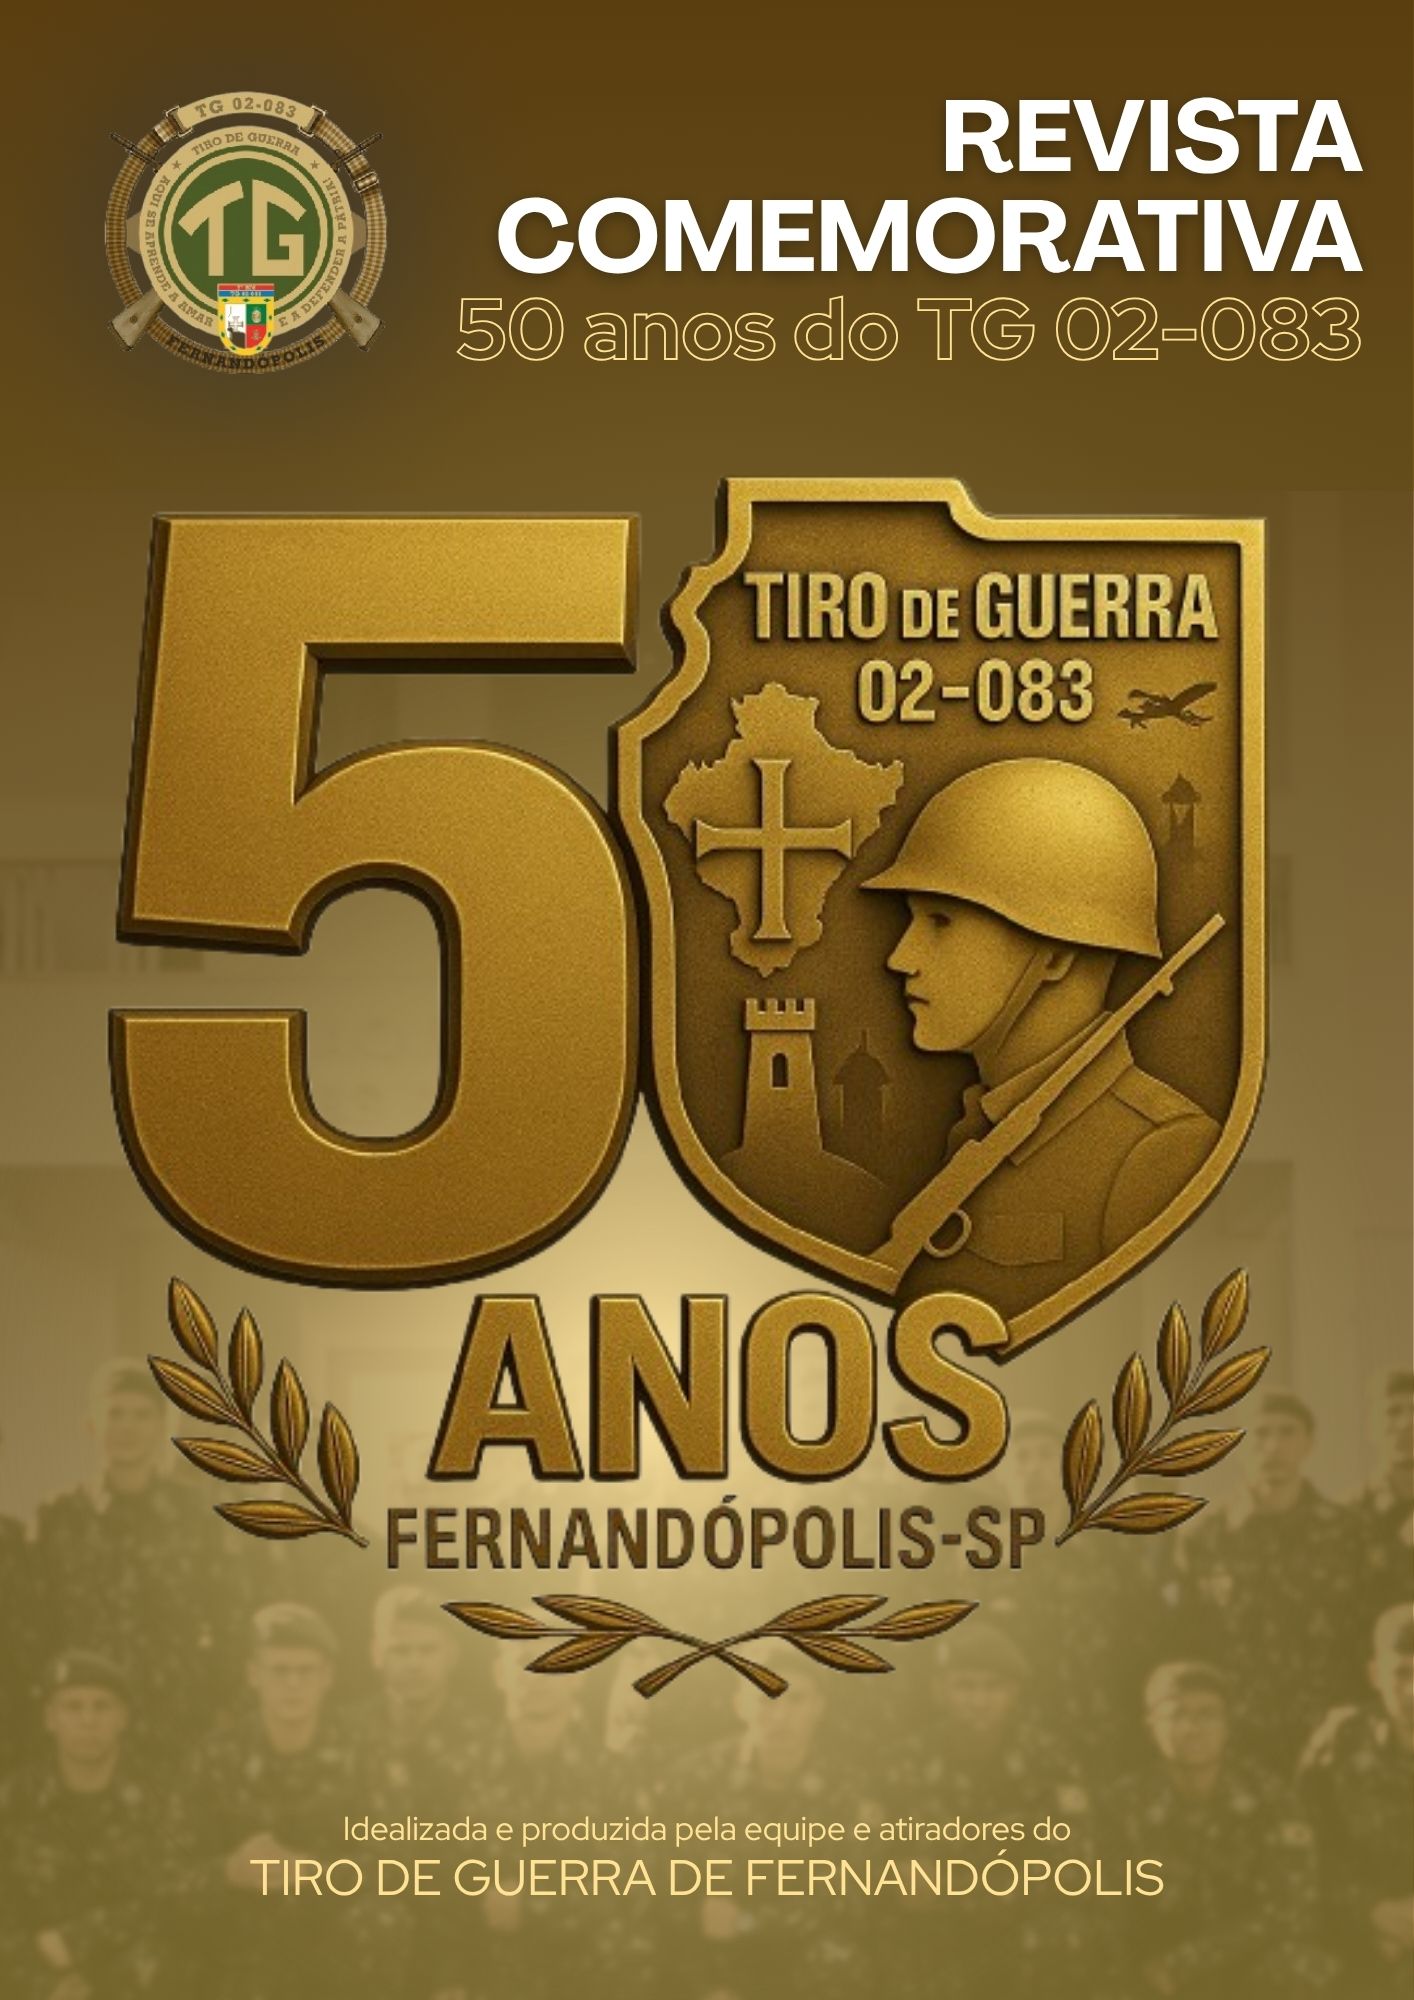 TG 02-083
TIRO DE GUERRA
AQUI SE APRENDE A AMAR E A DEFENDER A PÁTRIA!
TG
FERNANDÓPOLIS
REVISTA
COMEMORATIVA
50 anos do TG 02-083
50
TIRO DE GUERRA
02-083
ANOS
FERNANDÓPOLIS-SP
Idealizada e produzida pela equipe e atiradores do
TIRO DE GUERRA DE FERNANDÓPOLIS